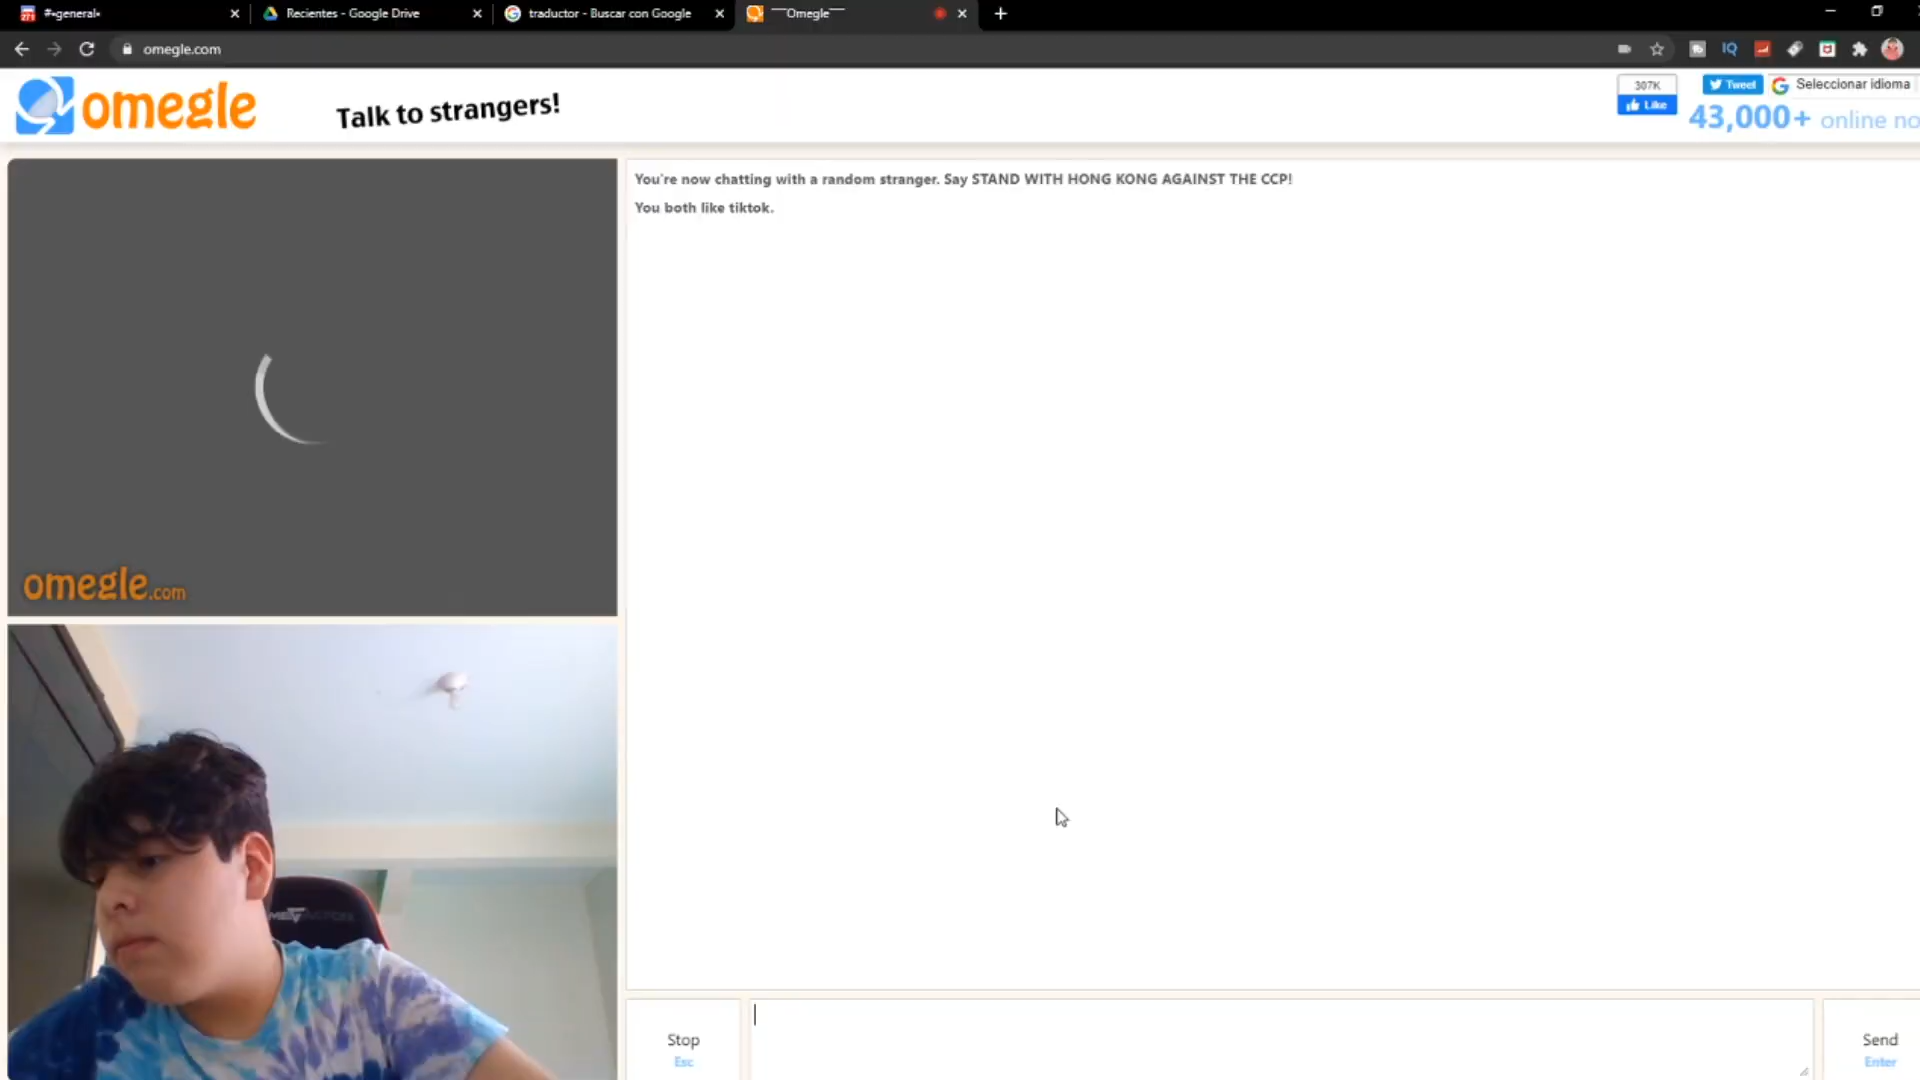 #•general•
Recientes - Google Drive
traductor - Buscar con Google
Omegle
omegle.com
IQ
omegle
Talk to strangers!
307K
Like
Tweet
Seleccionar idioma
43,000+ online no
You're now chatting with a random stranger. Say STAND WITH HONG KONG AGAINST THE CCP!
You both like tiktok.
omegle.com
Stop
Esc
Send
Enter